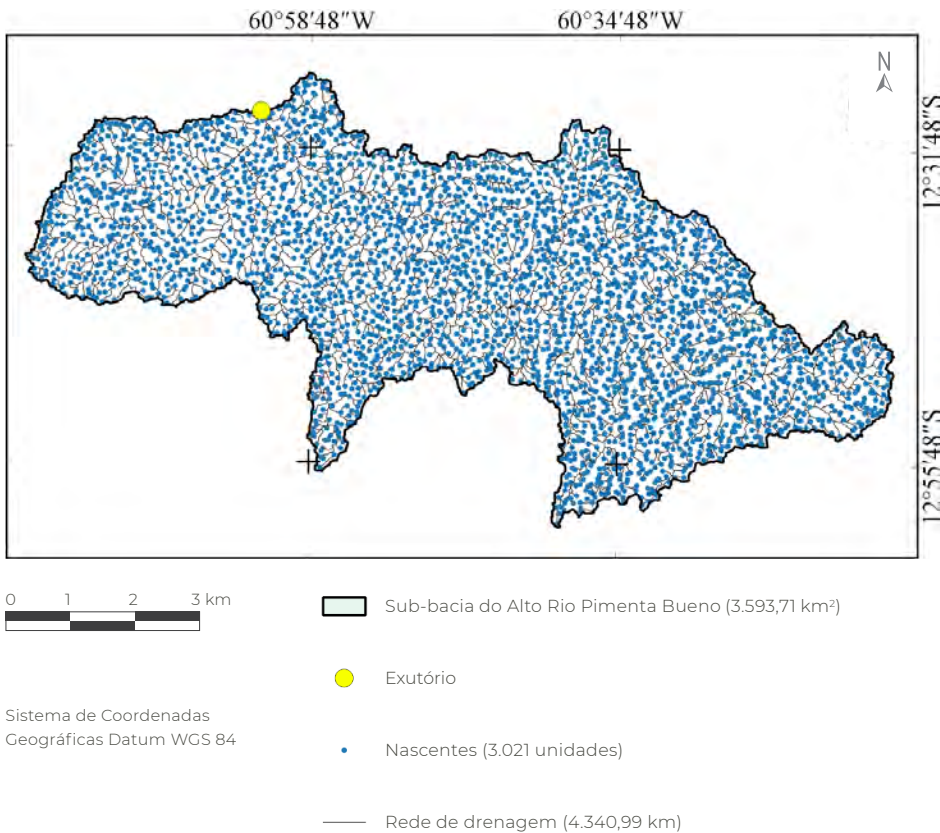 60°58'48"W 60°34'48"W
N
12°31'48"S
12°55'48"S
0 1 2 3 km
Sub-bacia do Alto Rio Pimenta Bueno (3.593,71 km²)
Exutório
Sistema de Coordenadas
Geográficas Datum WGS 84
Nascentes (3.021 unidades)
Rede de drenagem (4.340,99 km)